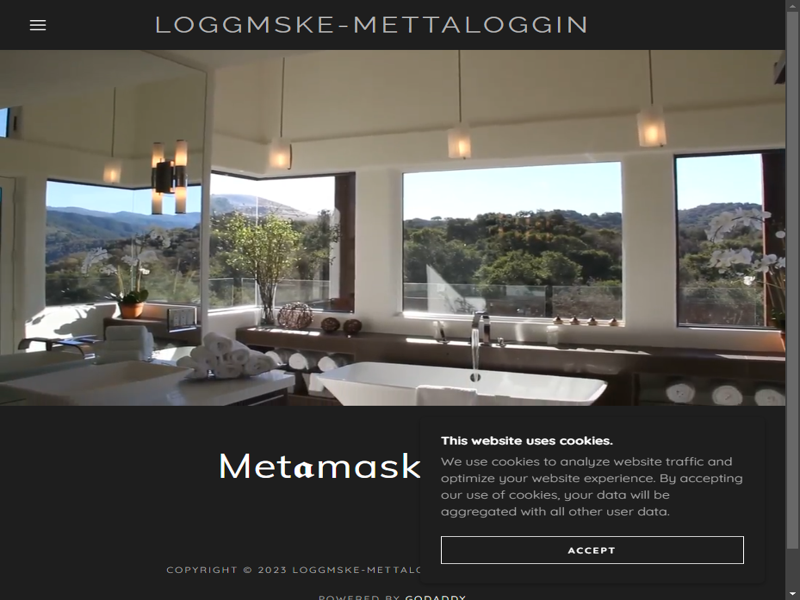 LOGGMSKE-METTALOGGIN
Met𝖆mask
This website uses cookies.
We use cookies to analyze website traffic and
optimize your website experience. By accepting
our use of cookies, your data will be
aggregated with all other user data.
ACCEPT
COPYRIGHT © 2023 LOGGMSKE-METTALO
POWERED BY GODADDY